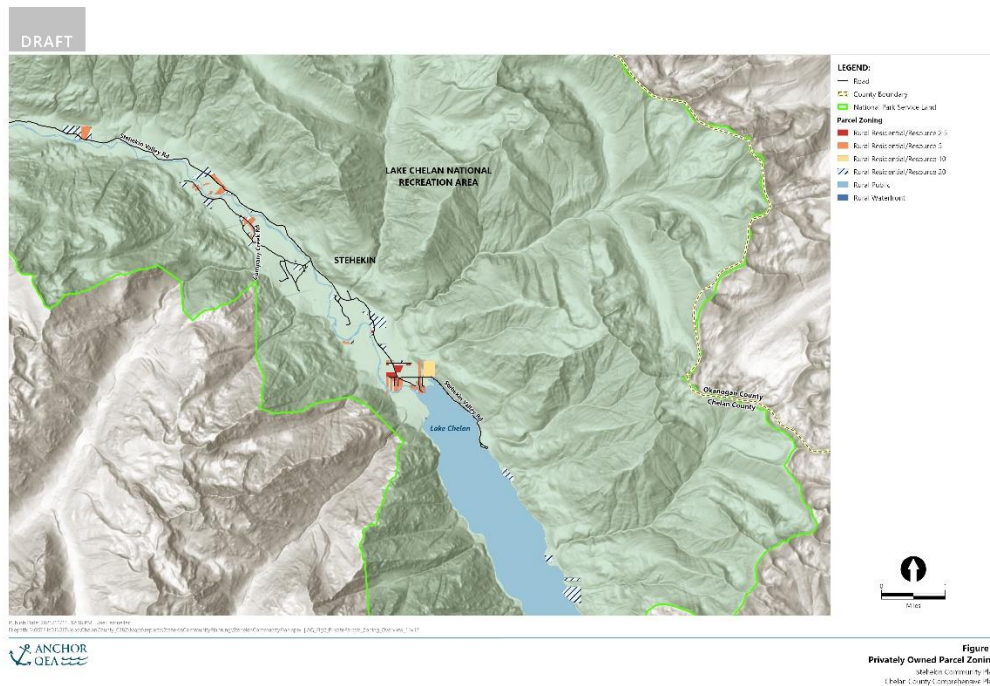 DRAFT
LEGEND:
Road
County Boundary
National Park Service Land
Parcel Zoning
Rural Residential/Resource 2.5
Rural Residential/Resource 5
Rural Residential/Resource 10
Rural Residential/Resource 20
Rural Public
Rural Waterfront
Stehekin Valley Rd
LAKE CHELAN NATIONAL
RECREATION AREA
Company Creek Rd
STEHEKIN
Stehekin Valley Rd
Okanogan County
Chelan County
Lake Chelan
0
Miles
ANCHOR
QEA
Figure
Privately Owned Parcel Zonin
Stehekin Community Pl
Chelan County Comprehensive Pl